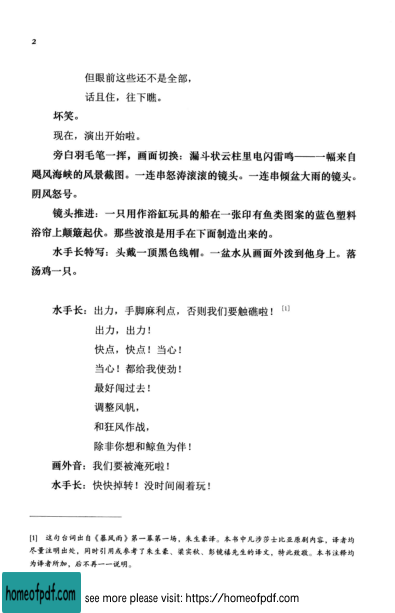 2
但眼前这些还不是全部，
话且住，往下瞧。
坏笑。
现在，演出开始啦。
旁白羽毛笔一挥，画面切换：漏斗状云柱里电闪雷鸣——一幅来自
飓风海峡的风景截图。一连串怒涛滚滚的镜头。一连串倾盆大雨的镜头。
阴风怒号。
镜头推进：一只用作浴缸玩具的船在一张印有鱼类图案的蓝色塑料
浴帘上颠簸起伏。那些波浪是用手在下面制造出来的。
水手长特写：头戴一顶黑色线帽。一盆水从画面外泼到他身上。落
汤鸡一只。
水手长：出力，手脚麻利点，否则我们要触礁啦！[1]
出力，出力！
快点，快点！当心！
当心！都给我使劲！
最好闯过去！
调整风帆，
和狂风作战，
除非你想和鲸鱼为伴！
画外音：我们要被淹死啦！
水手长：快快掉转！没时间闹着玩！
[1] 这句台词出自《暴风雨》第一幕第一场，朱生豪译。本书中凡涉莎士比亚原剧内容，译者均
尽量注明出处，同时引用或参考了朱生豪、梁实秋、彭镜禧先生的译文，特此致敬。本书注释均
为译者所加，后不再一一说明。
homeofpdf.com
see more please visit: https://homeofpdf.com